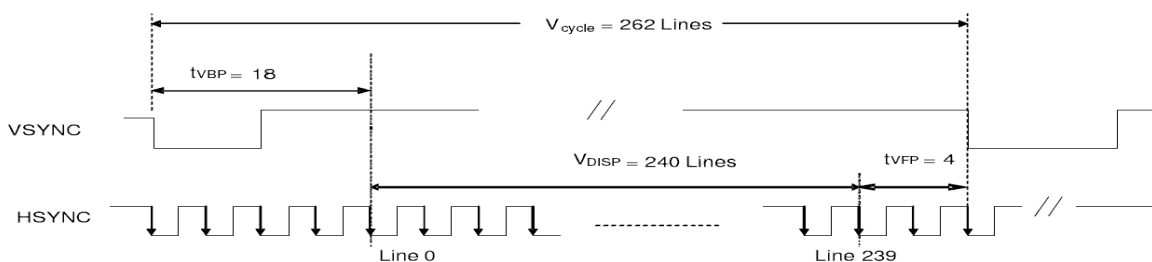 Vcycle = 262 Lines
tVBP = 18
VSYNC
VDISP = 240 Lines
tVFP = 4
HSYNC
Line 0
Line 239